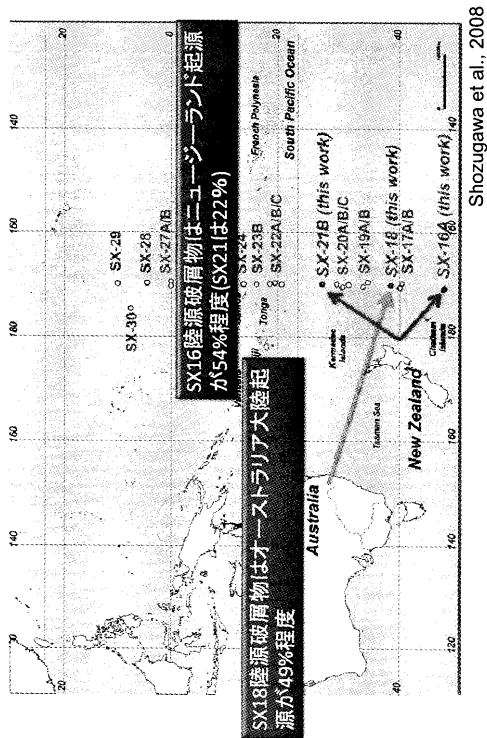 SX16陸源破屑物はニュージーランド起源
が54%程度(SX21は22%)
SX18陸源破屑物はオーストラリア大陸起
源が49%程度
20
0
20
40
120
140
160
180
160
140
SX-29
SX-28
SX-30
SX-27A/B
SX-24
SX-23B
SX-22A/B/C
SX-21B (this work)
SX-20A/B/C
SX-19A/B
SX-18 (this work)
SX-17A/B
SX-16A (this work)
French Polynesia
South Pacific Ocean
Tonga
Kermadec
Islands
Chatham
Islands
Tasman Sea
Australia
New Zealand
Shozugawa et al., 2008